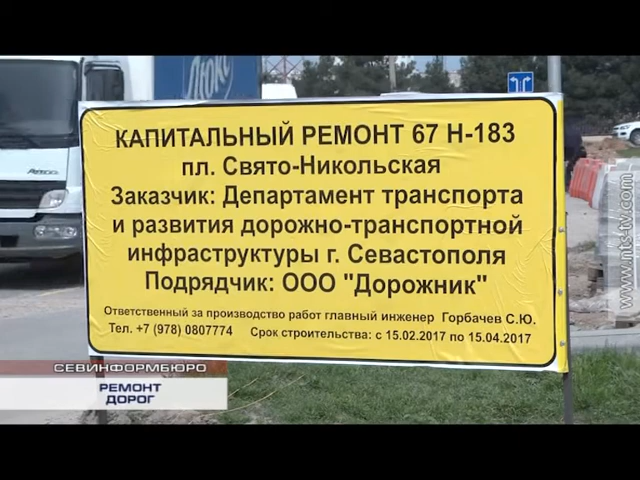 Люкс
Atego
КАПИТАЛЬНЫЙ РЕМОНТ 67 Н-183
пл. Свято-Никольская
Заказчик: Департамент транспорта
и развития дорожно-транспортной
инфраструктуры г. Севастополя
Подрядчик: ООО "Дорожник"
Ответственный за производство работ главный инженер Горбачев С.Ю.
Тел. +7 (978) 0807774 Срок строительства: с 15.02.2017 по 15.04.2017
www.nts-tv.com
СЕВИНФОРМБЮРО
РЕМОНТ
ДОРОГ